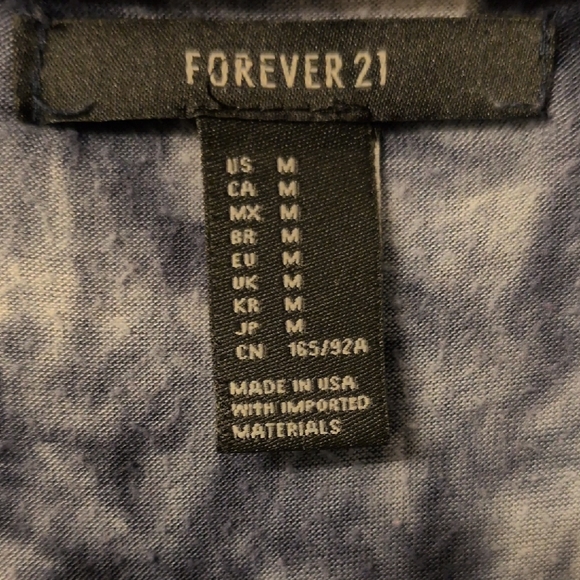 FOREVER 21
US M
CA M
MX M
BR M
EU M
UK M
KR M
JP M
CN 165/92A
MADE IN USA
WITH IMPORTED
MATERIALS